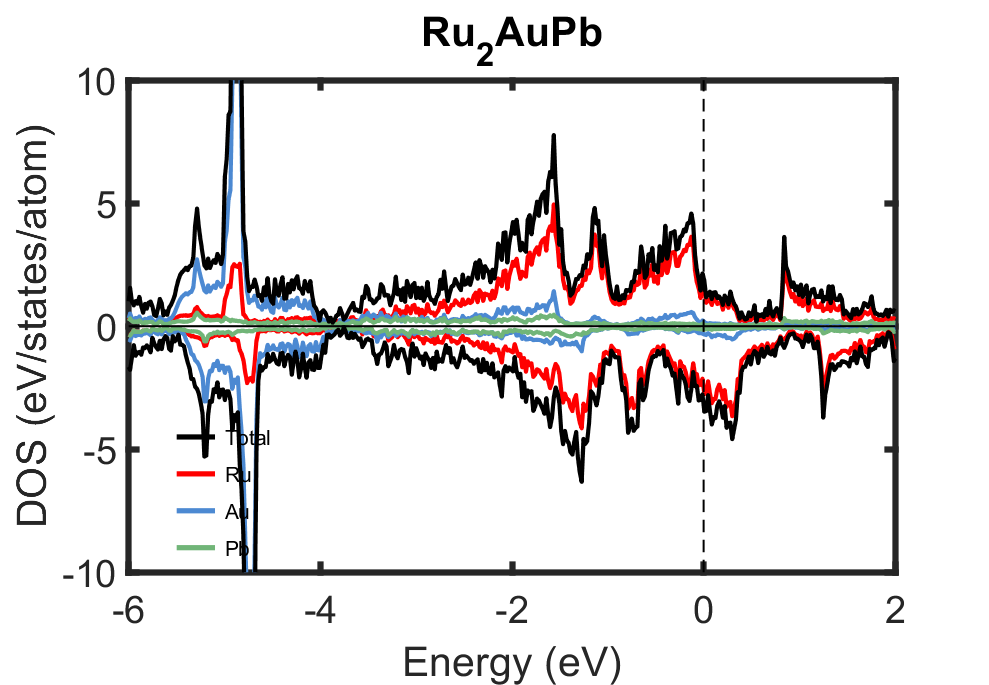 Ru2AuPb
10
5
0
-5
-10
DOS (eV/states/atom)
Total
Ru
Au
Pb
-6 -4 -2 0 2
Energy (eV)